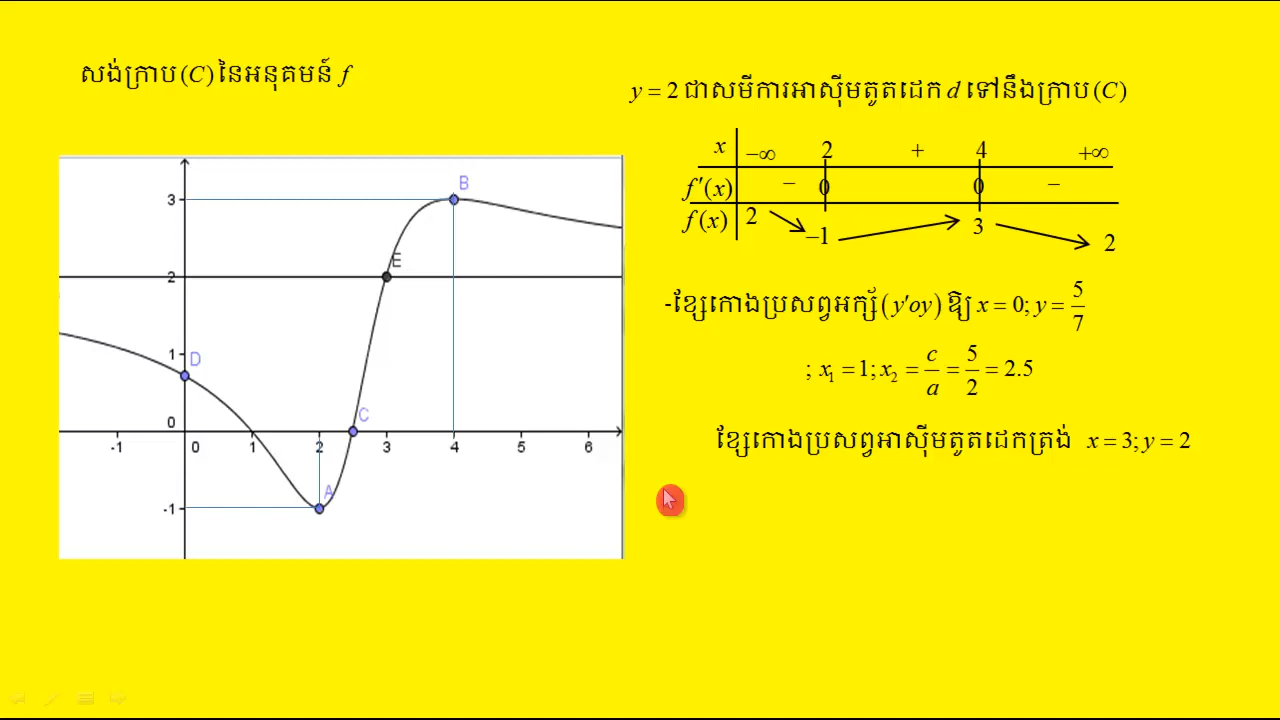 សង់ក្រាប (C) នៃអនុគមន៍ f
y = 2 ជាសមីការអាស៊ីមតូតដេក d ទៅនឹងក្រាប (C)
x −∞ 2 + 4 +∞
f′(x) − 0 0 −
f(x) 2 −1 3 2
-ខ្សែកោងប្រសព្វអក្ស័ (y′oy) ឱ្យ x = 0; y = 5/7
; x₁ = 1; x₂ = c/a = 5/2 = 2.5
ខ្សែកោងប្រសព្វអាស៊ីមតូតដេកត្រង់ x = 3; y = 2
3 B
E
2
1 D
0 C
-1 0 1 2 3 4 5 6
A
-1